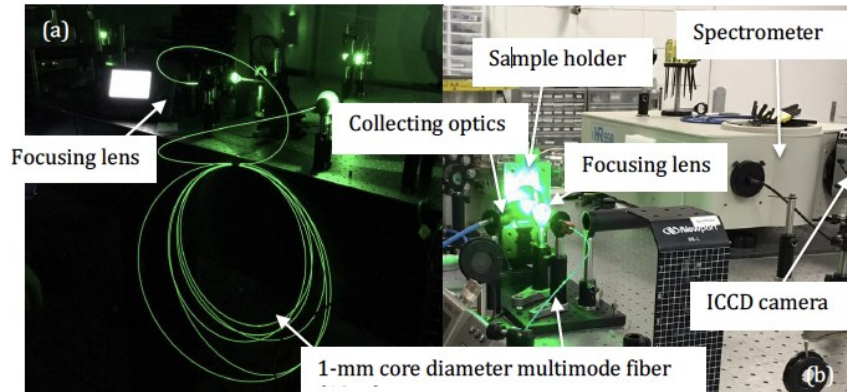 (a)
Sample holder
Spectrometer
Collecting optics
Focusing lens
Focusing lens
Newport
ICCD camera
1-mm core diameter multimode fiber
(b)